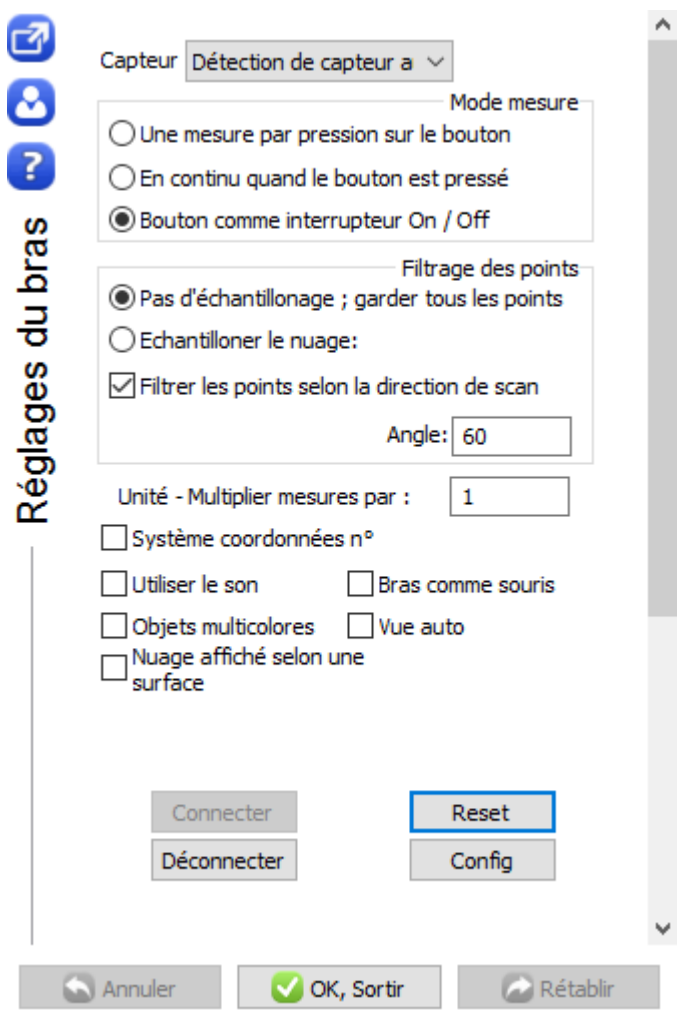 Réglages du bras
Capteur Détection de capteur a
Mode mesure
Une mesure par pression sur le bouton
En continu quand le bouton est pressé
Bouton comme interrupteur On / Off
Filtrage des points
Pas d'échantillonage ; garder tous les points
Echantilloner le nuage:
Filtrer les points selon la direction de scan
Angle: 60
Unité - Multiplier mesures par : 1
Système coordonnées n°
Utiliser le son Bras comme souris
Objets multicolores Vue auto
Nuage affiché selon une
surface
Connecter Reset
Déconnecter Config
Annuler OK, Sortir Rétablir